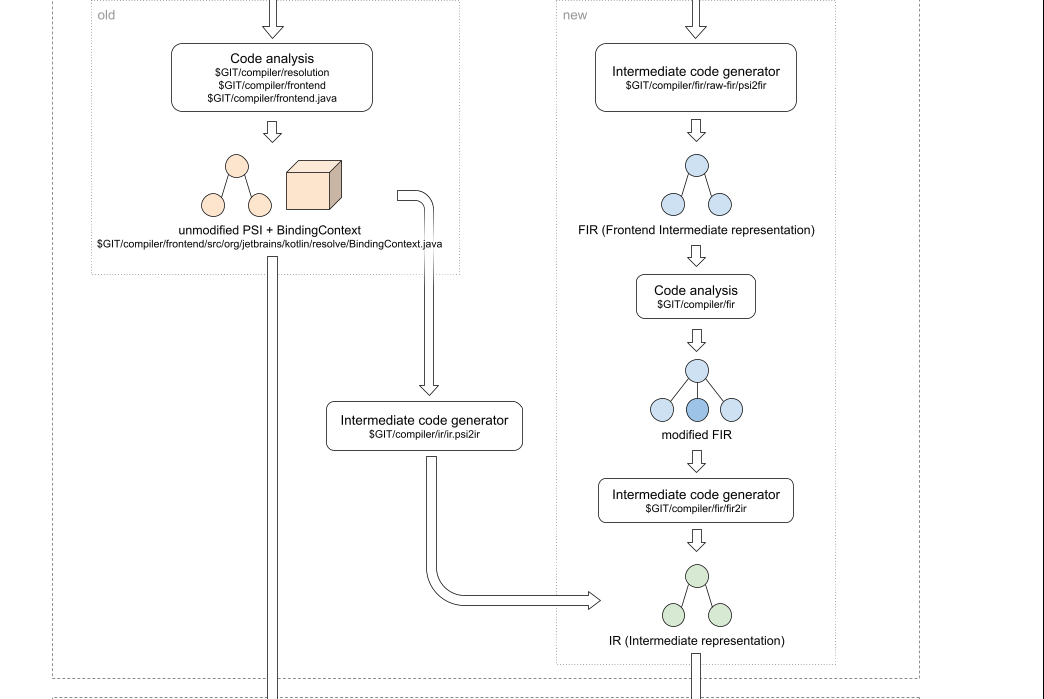 old
Code analysis
$GIT/compiler/resolution
$GIT/compiler/frontend
$GIT/compiler/frontend.java
unmodified PSI + BindingContext
$GIT/compiler/frontend/src/org/jetbrains/kotlin/resolve/BindingContext.java
Intermediate code generator
$GIT/compiler/ir/ir.psi2ir
new
Intermediate code generator
$GIT/compiler/fir/raw-fir/psi2fir
FIR (Frontend Intermediate representation)
Code analysis
$GIT/compiler/fir
modified FIR
Intermediate code generator
$GIT/compiler/fir/fir2ir
IR (Intermediate representation)